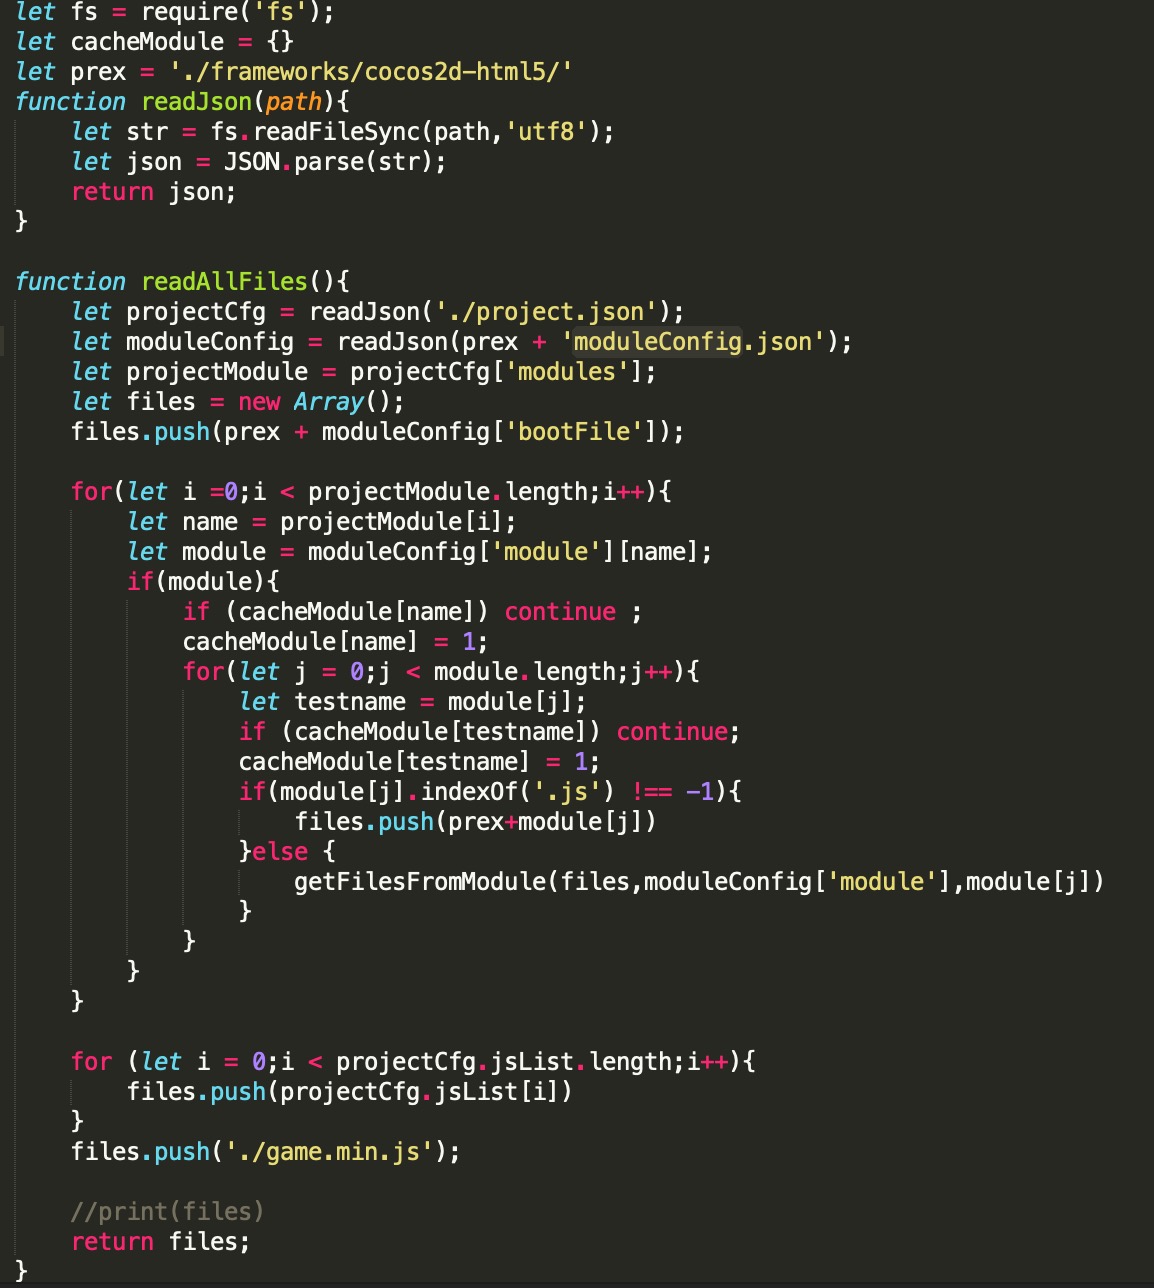 let fs = require('fs');
let cacheModule = {}
let prex = './frameworks/cocos2d-html5/'
function readJson(path){
    let str = fs.readFileSync(path,'utf8');
    let json = JSON.parse(str);
    return json;
}

function readAllFiles(){
    let projectCfg = readJson('./project.json');
    let moduleConfig = readJson(prex + 'moduleConfig.json');
    let projectModule = projectCfg['modules'];
    let files = new Array();
    files.push(prex + moduleConfig['bootFile']);

    for(let i =0;i < projectModule.length;i++){
        let name = projectModule[i];
        let module = moduleConfig['module'][name];
        if(module){
            if (cacheModule[name]) continue ;
            cacheModule[name] = 1;
            for(let j = 0;j < module.length;j++){
                let testname = module[j];
                if (cacheModule[testname]) continue;
                cacheModule[testname] = 1;
                if(module[j].indexOf('.js') !== -1){
                    files.push(prex+module[j])
                }else {
                    getFilesFromModule(files,moduleConfig['module'],module[j])
                }
            }
        }
    }

    for (let i = 0;i < projectCfg.jsList.length;i++){
        files.push(projectCfg.jsList[i])
    }
    files.push('./game.min.js');

    //print(files)
    return files;
}